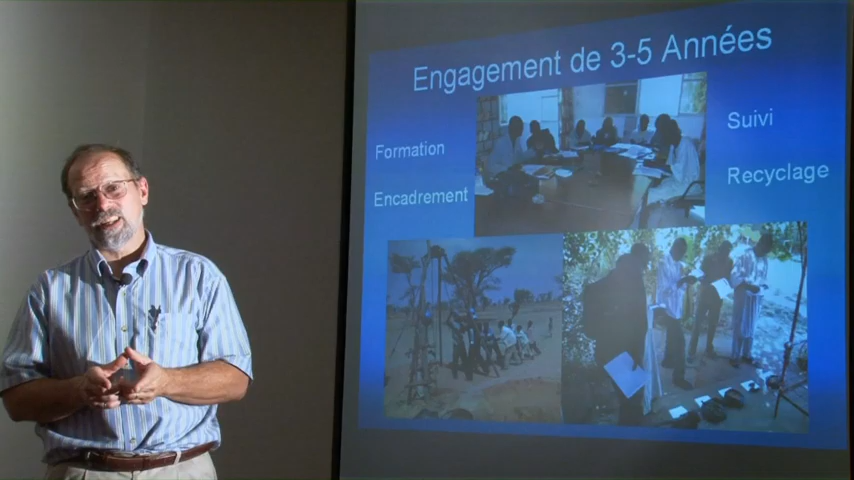 Engagement de 3-5 Années
Formation
Encadrement
Suivi
Recyclage